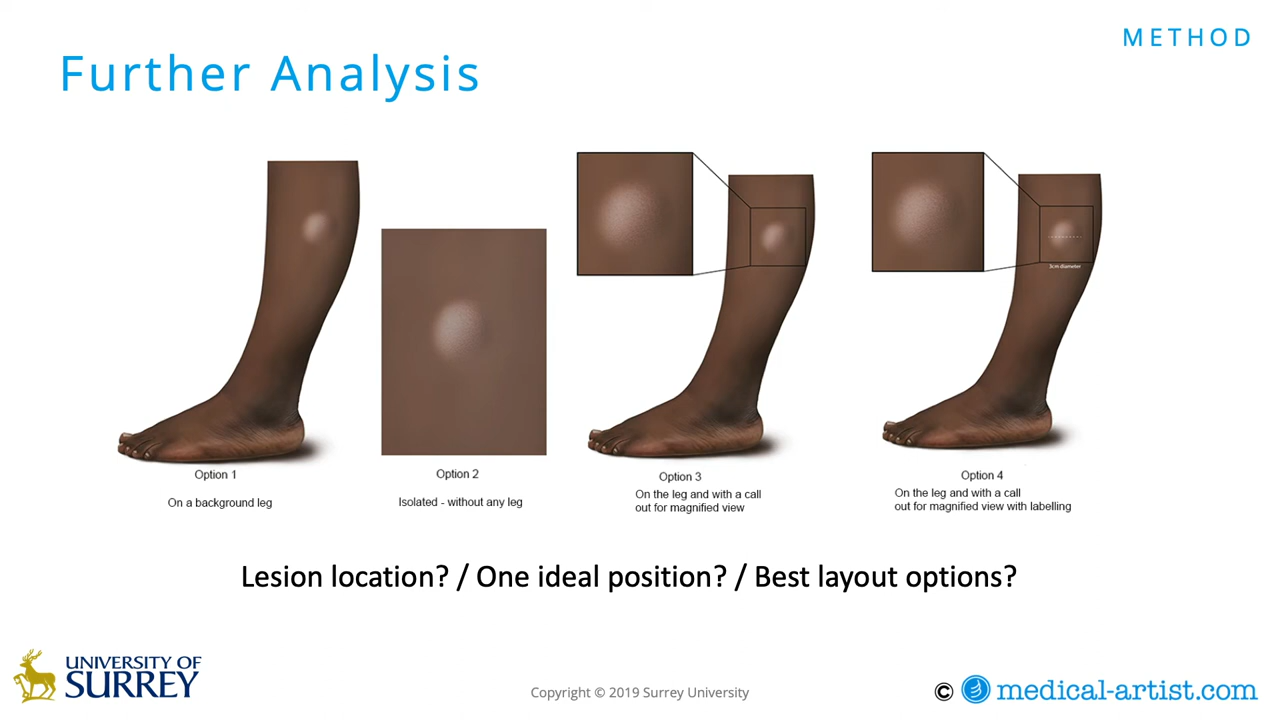 METHOD
Further Analysis
3cm diameter
Option 1
On a background leg
Option 2
Isolated - without any leg
Option 3
On the leg and with a call
out for magnified view
Option 4
On the leg and with a call
out for magnified view with labelling
Lesion location? / One ideal position? / Best layout options?
UNIVERSITY OF
SURREY
Copyright © 2019 Surrey University
© medical-artist.com